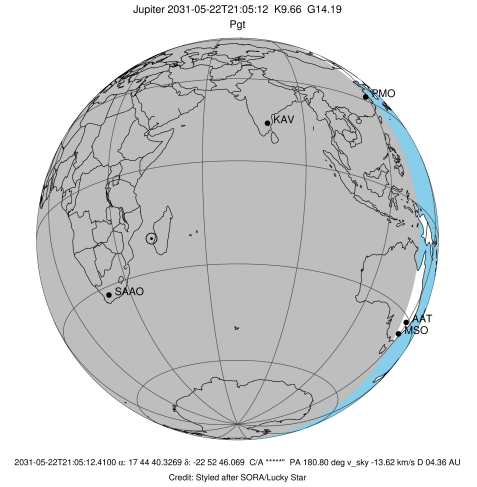 Jupiter 2031-05-22T21:05:12 K9.66 G14.19
Pgt
PMO
KAV
SAAO
AAT
MSO
2031-05-22T21:05:12.4100 α: 17 44 40.3269 δ: -22 52 46.069 C/A *****" PA 180.80 deg v_sky -13.62 km/s D 04.36 AU
Credit: Styled after SORA/Lucky Star